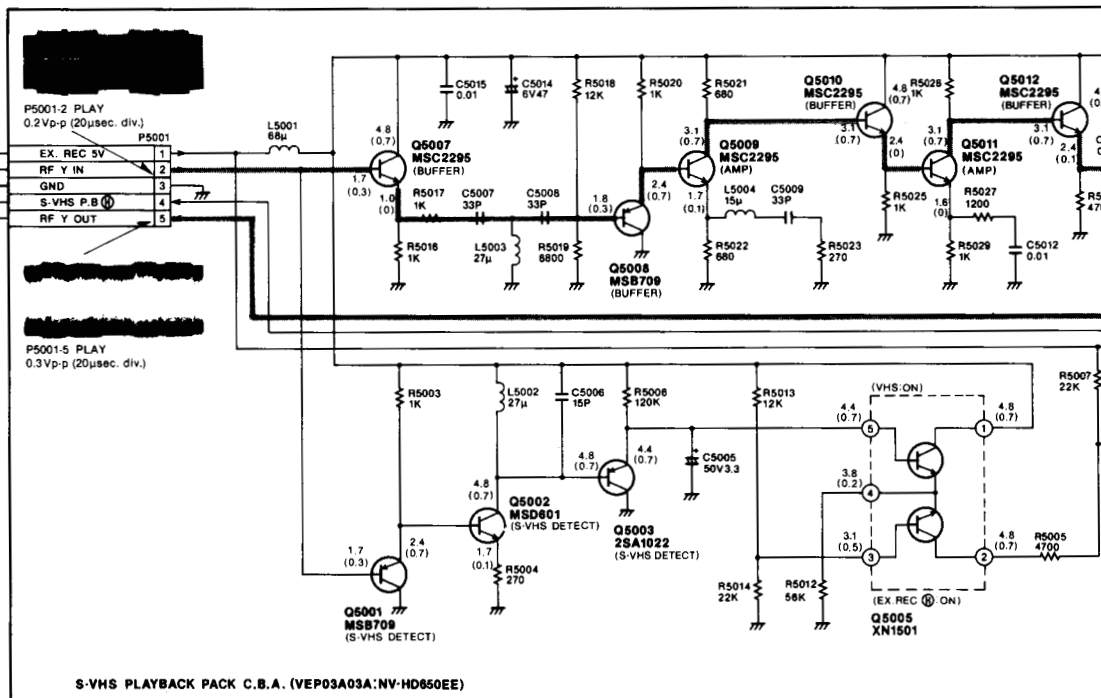 P5001-2 PLAY
0.2Vp-p (20μsec. div.)
P5001
EX. REC 5V 1
RF Y IN 2
GND 3
S-VHS P.B Ⓗ 4
RF Y OUT 5
P5001-5 PLAY
0.3Vp-p (20μsec. div.)
L5001
68μ
4.8
(0.7)
Q5007
MSC2295
(BUFFER)
1.7
(0.3)
1.0
(0)
R5016
1K
R5017
1K
C5007
33P
C5008
33P
L5003
27μ
C5015
0.01
C5014
6V47
R5018
12K
R5019
6800
1.8
(0.3)
Q5008
MSB709
(BUFFER)
R5020
1K
2.4
(0.7)
R5021
680
3.1
(0.7)
Q5009
MSC2295
(AMP)
1.7
(0.1)
L5004
15μ
C5009
33P
R5022
680
R5023
270
Q5010
MSC2295
(BUFFER)
4.8
(0.7)
3.1
(0.7)
2.4
(0)
R5025
1K
R5026
1K
3.1
(0.7)
Q5011
MSC2295
(AMP)
1.6
(0)
R5027
1200
R5029
1K
C5012
0.01
Q5012
MSC2295
(BUFFER)
3.1
(0.7)
2.4
(0.1)
R5003
1K
L5002
27μ
C5006
15P
R5006
120K
R5013
12K
R5007
22K
4.8
(0.7)
4.4
(0.7)
C5005
50V3.3
4.8
(0.7)
Q5002
MSD601
(S-VHS DETECT)
Q5003
2SA1022
(S-VHS DETECT)
1.7
(0.3)
2.4
(0.7)
1.7
(0.1)
R5004
270
Q5001
MSB709
(S-VHS DETECT)
R5014
22K
R5012
56K
(VHS:ON)
4.4
(0.7)
5
1
4.8
(0.7)
3.8
(0.2)
4
3.1
(0.5)
3
2
4.8
(0.7)
R5005
4700
(EX. REC Ⓗ:ON)
Q5005
XN1501
S-VHS PLAYBACK PACK C.B.A. (VEP03A03A:NV-HD650EE)